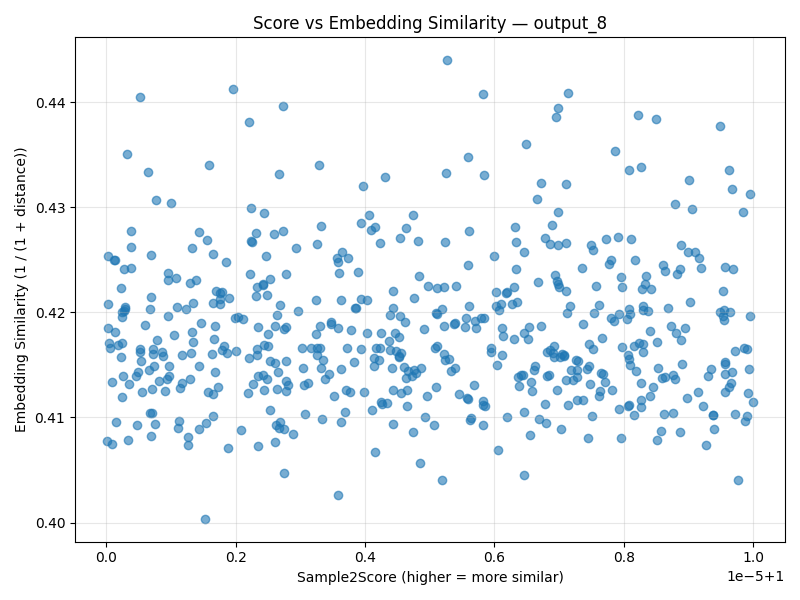 Score vs Embedding Similarity — output_8
Embedding Similarity (1 / (1 + distance))
0.44
0.43
0.42
0.41
0.40
0.0 0.2 0.4 0.6 0.8 1.0
1e−5+1
Sample2Score (higher = more similar)